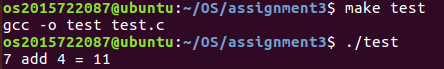 os2015722087@ubuntu:~/OS/assignment3$ make test
gcc -o test test.c
os2015722087@ubuntu:~/OS/assignment3$ ./test
7 add 4 = 11